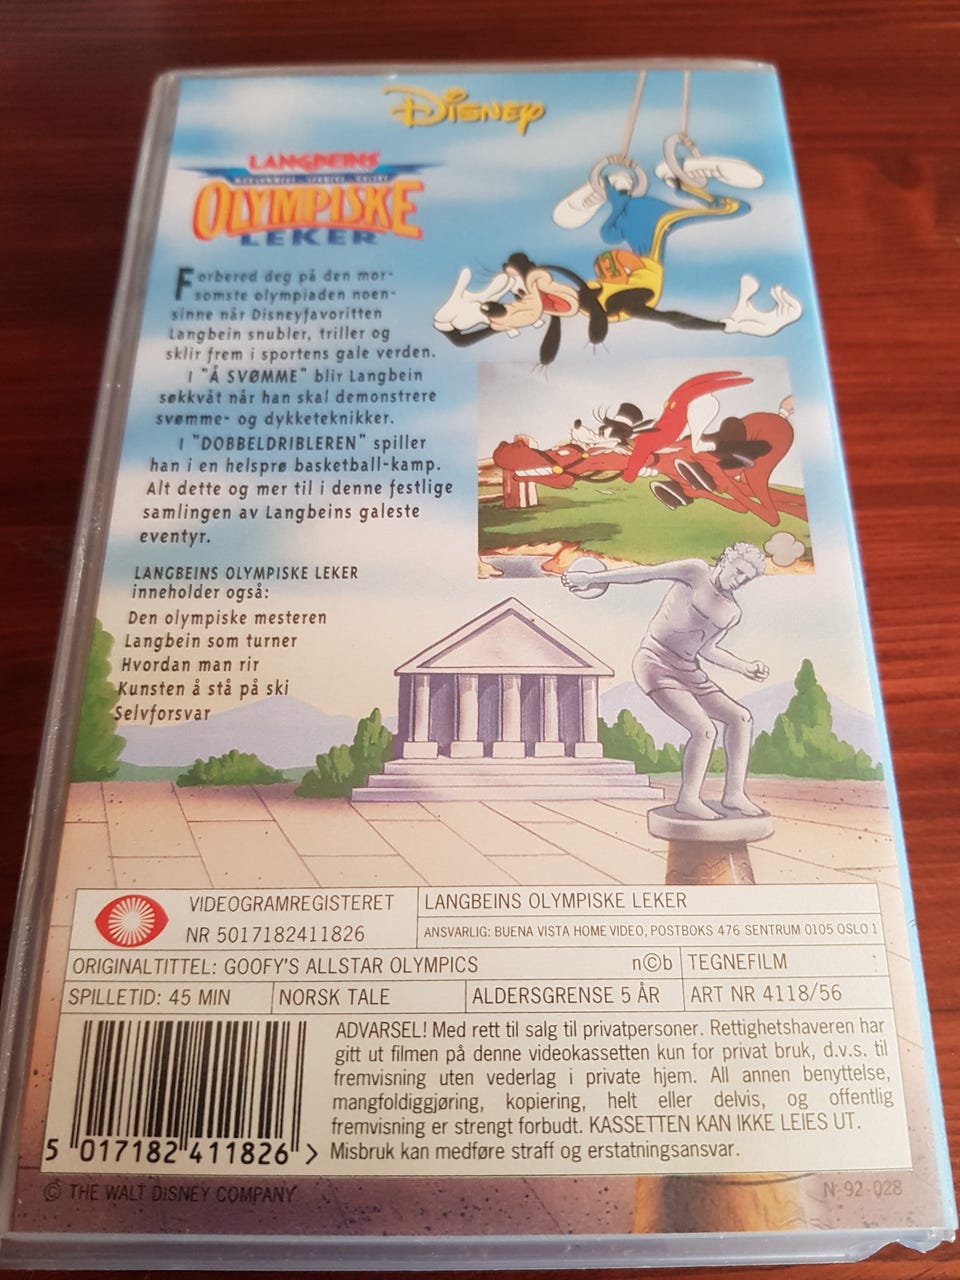 Disney
LANGBEINS
OLYMPISKE
LEKER
Forbered deg på den mor-
somste olympiaden noen-
sinne når Disneyfavoritten
Langbein snubler, triller og
sklir frem i sportens gale verden.
I "Å SVØMME" blir Langbein
søkkvåt når han skal demonstrere
svømme- og dykketeknikker.
I "DOBBELDRIBLEREN" spiller
han i en helsprø basketball-kamp.
Alt dette og mer til i denne festlige
samlingen av Langbeins galeste
eventyr.
LANGBEINS OLYMPISKE LEKER
inneholder også:
Den olympiske mesteren
Langbein som turner
Hvordan man rir
Kunsten å stå på ski
Selvforsvar
VIDEOGRAMREGISTERET
NR 5017182411826
LANGBEINS OLYMPISKE LEKER
ANSVARLIG: BUENA VISTA HOME VIDEO, POSTBOKS 476 SENTRUM 0105 OSLO 1
ORIGINALTITTEL: GOOFY'S ALLSTAR OLYMPICS
n©b
TEGNEFILM
SPILLETID: 45 MIN
NORSK TALE
ALDERSGRENSE 5 ÅR
ART NR 4118/56
ADVARSEL! Med rett til salg til privatpersoner. Rettighetshaveren har
gitt ut filmen på denne videokassetten kun for privat bruk, d.v.s. til
fremvisning uten vederlag i private hjem. All annen benyttelse,
mangfoldiggjøring, kopiering, helt eller delvis, og offentlig
fremvisning er strengt forbudt. KASSETTEN KAN IKKE LEIES UT.
Misbruk kan medføre straff og erstatningsansvar.
5 017182 411826 >
© THE WALT DISNEY COMPANY
N-92-028